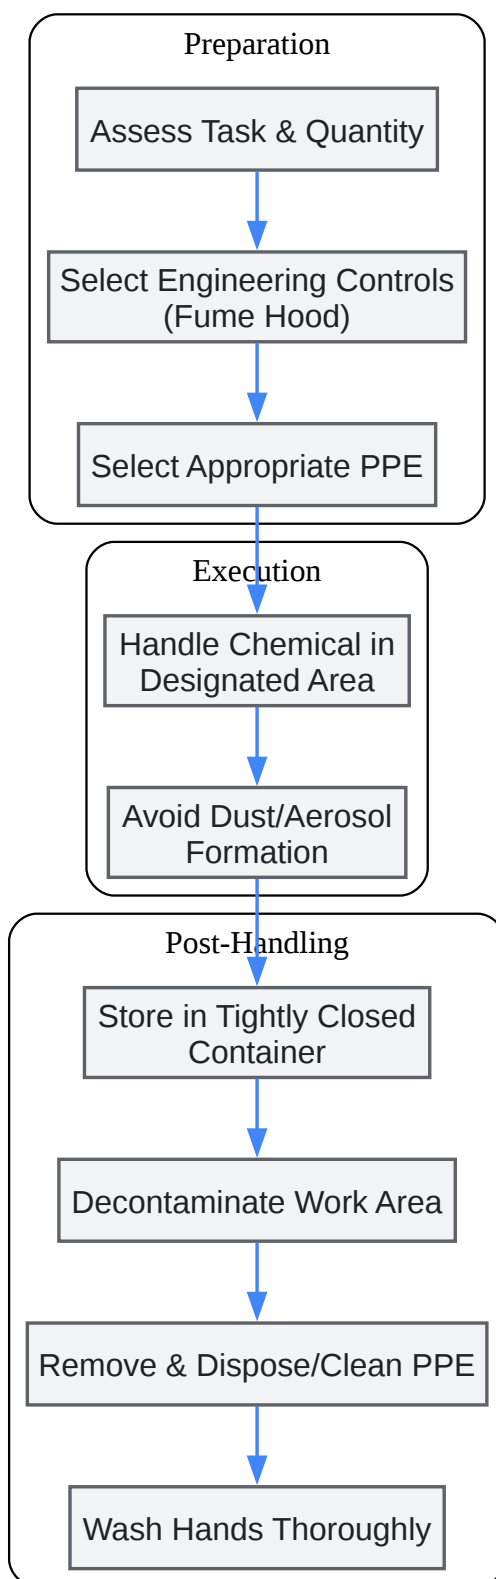 Preparation
Assess Task & Quantity
Select Engineering Controls
(Fume Hood)
Select Appropriate PPE
Execution
Handle Chemical in
Designated Area
Avoid Dust/Aerosol
Formation
Post-Handling
Store in Tightly Closed
Container
Decontaminate Work Area
Remove & Dispose/Clean PPE
Wash Hands Thoroughly